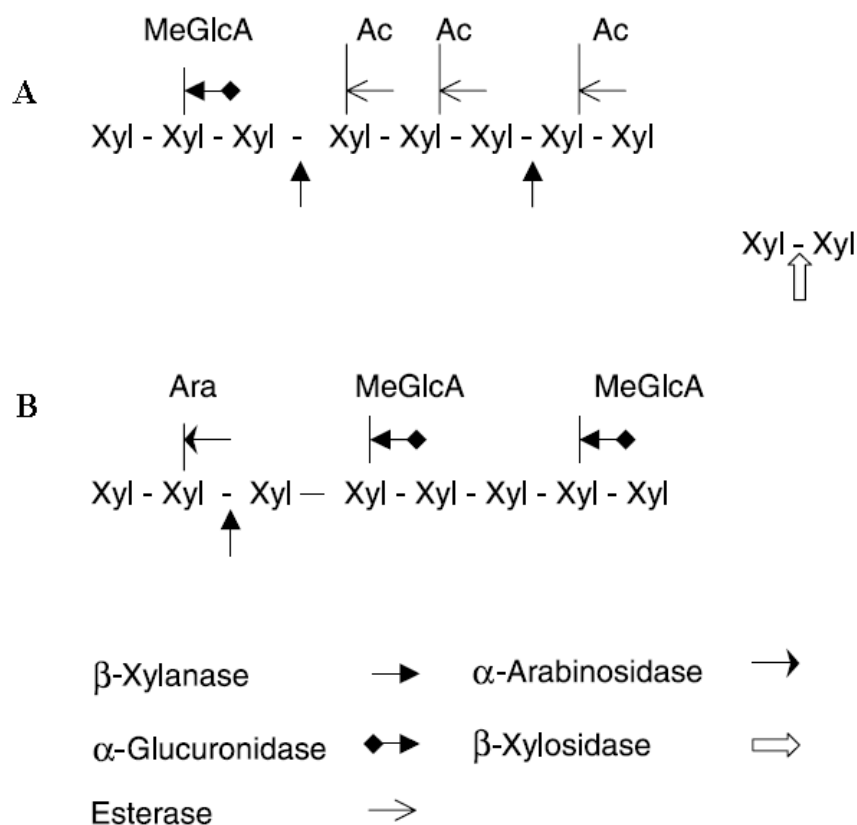 MeGlcA Ac Ac Ac
A
Xyl - Xyl - Xyl - Xyl - Xyl - Xyl - Xyl - Xyl
Xyl - Xyl
B
Ara MeGlcA MeGlcA
Xyl - Xyl - Xyl — Xyl - Xyl - Xyl - Xyl - Xyl
β-Xylanase α-Arabinosidase
α-Glucuronidase β-Xylosidase
Esterase